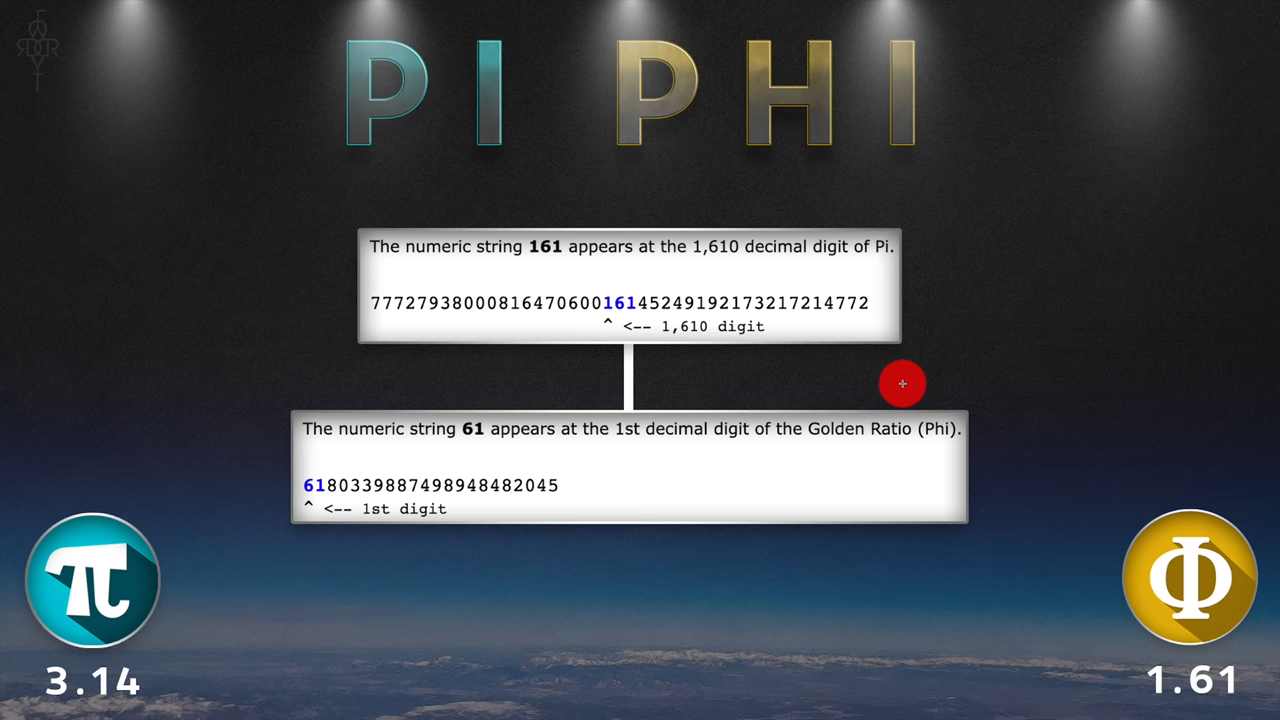 PI PHI
The numeric string 161 appears at the 1,610 decimal digit of Pi.
7772793800081647060016145249192173217214772
^ <-- 1,610 digit
The numeric string 61 appears at the 1st decimal digit of the Golden Ratio (Phi).
6180339887498948482045
^ <-- 1st digit
π
3.14
Φ
1.61